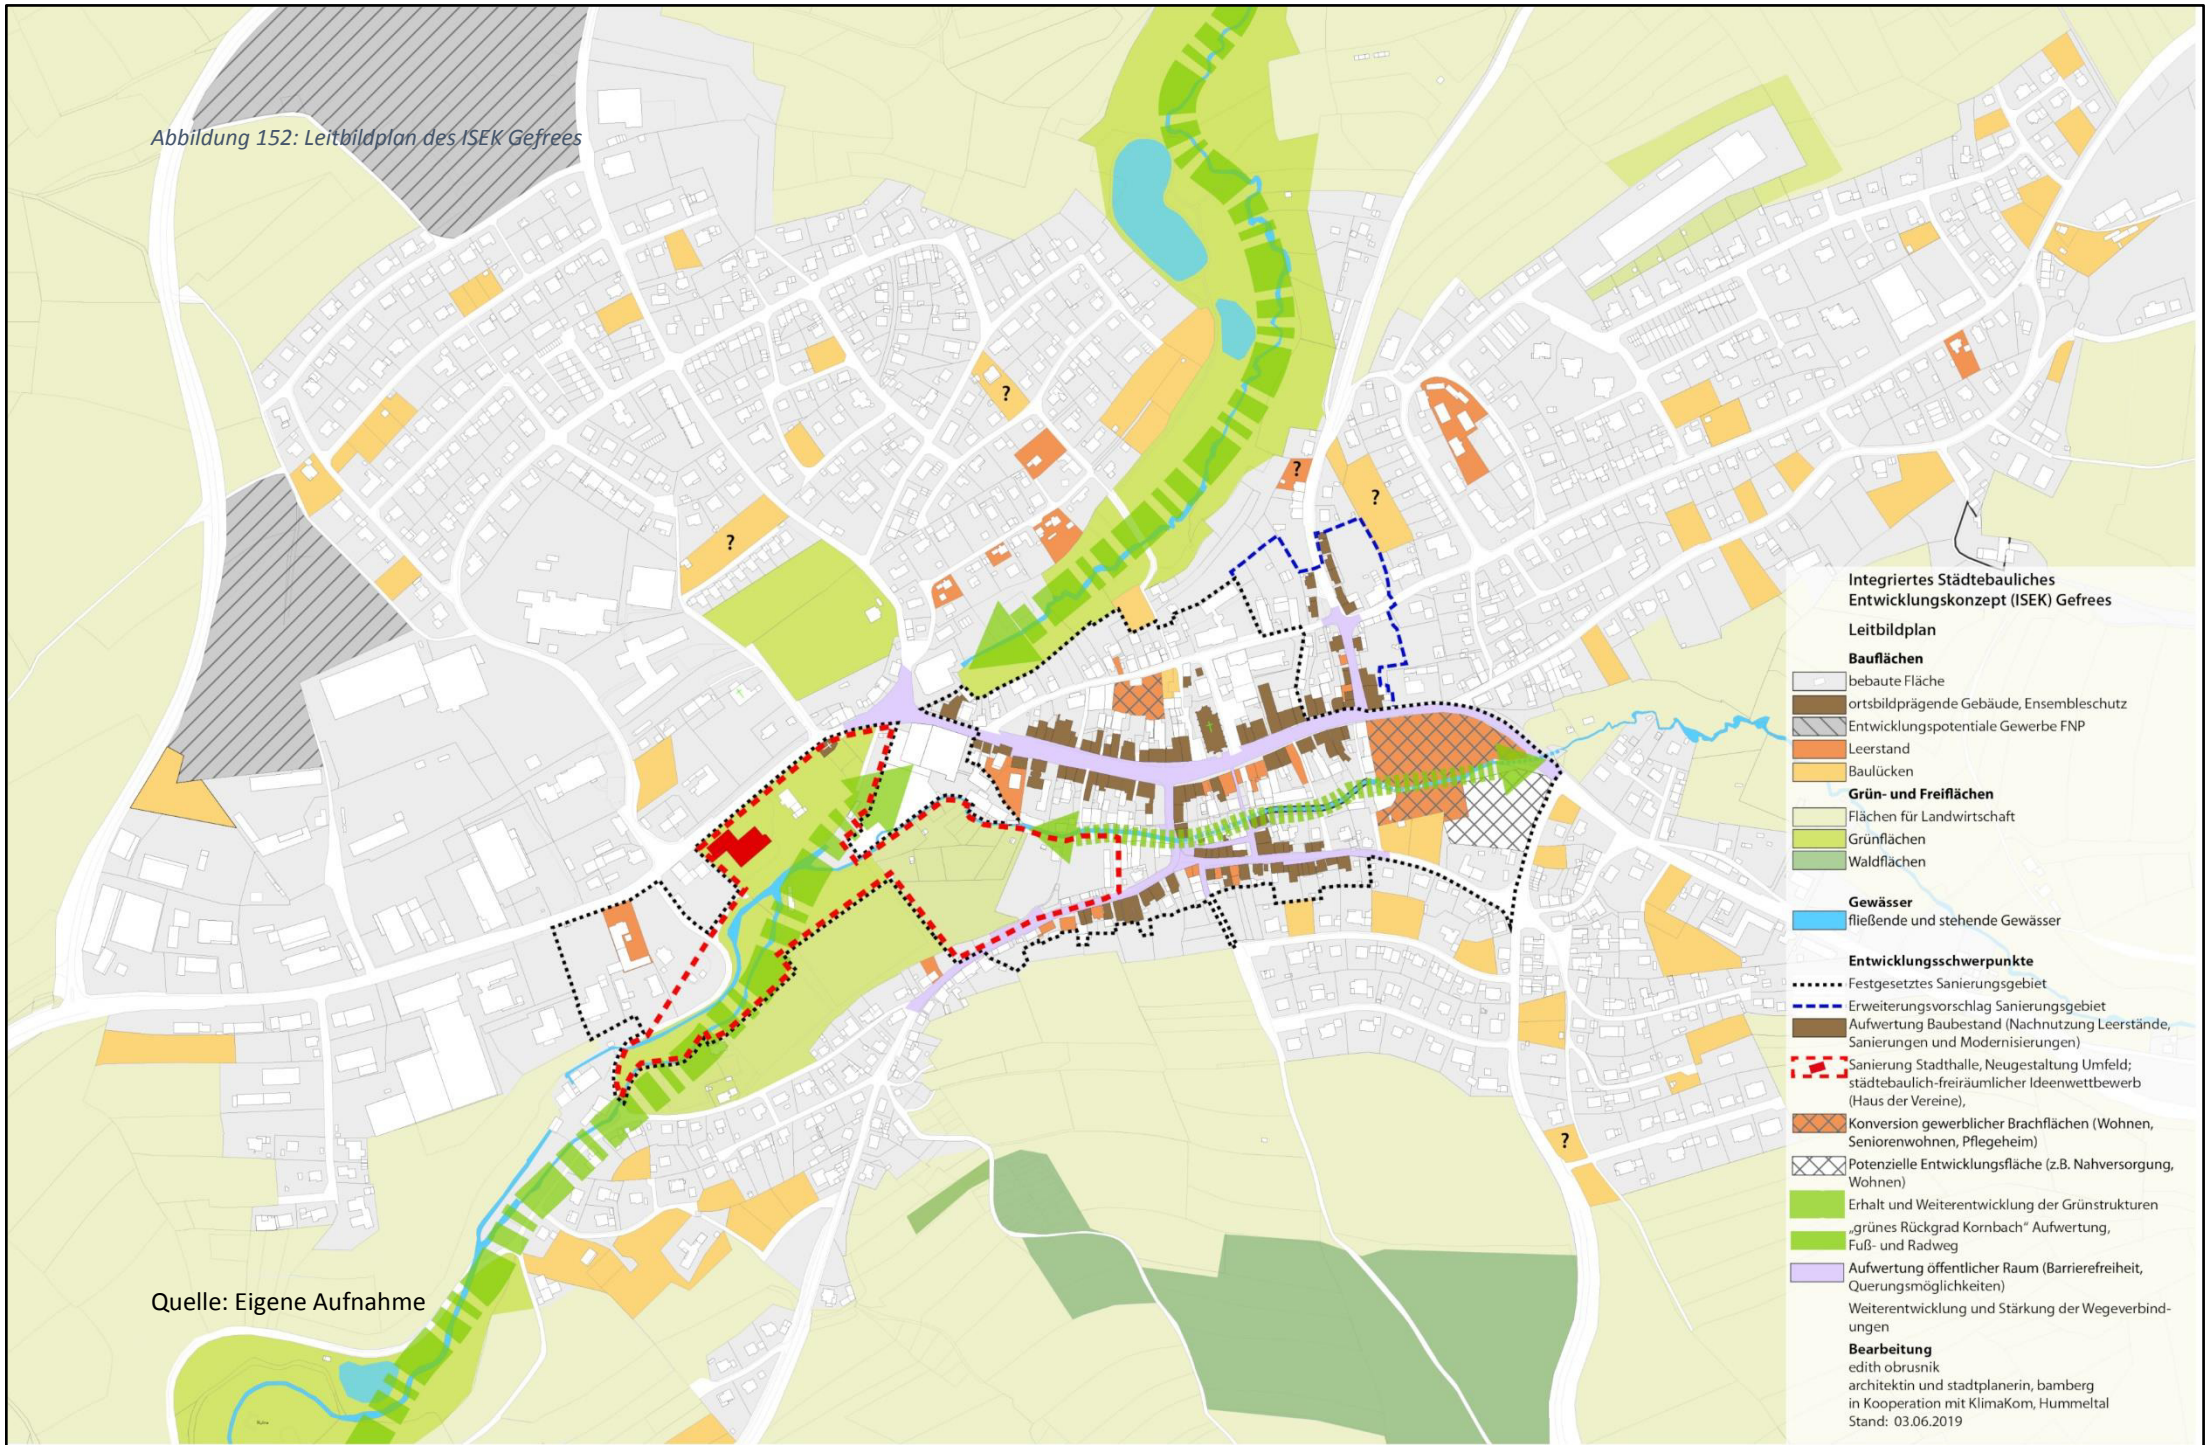 Abbildung 152: Leitbildplan des ISEK Gefrees
?
?
?
?
?
Quelle: Eigene Aufnahme
Integriertes Städtebauliches
Entwicklungskonzept (ISEK) Gefrees
Leitbildplan
Bauflächen
bebaute Fläche
ortsbildprägende Gebäude, Ensembleschutz
Entwicklungspotentiale Gewerbe FNP
Leerstand
Baulücken
Grün- und Freiflächen
Flächen für Landwirtschaft
Grünflächen
Waldflächen
Gewässer
fließende und stehende Gewässer
Entwicklungsschwerpunkte
Festgesetztes Sanierungsgebiet
Erweiterungsvorschlag Sanierungsgebiet
Aufwertung Baubestand (Nachnutzung Leerstände,
Sanierungen und Modernisierungen)
Sanierung Stadthalle, Neugestaltung Umfeld;
städtebaulich-freiräumlicher Ideenwettbewerb
(Haus der Vereine),
Konversion gewerblicher Brachflächen (Wohnen,
Seniorenwohnen, Pflegeheim)
Potenzielle Entwicklungsfläche (z.B. Nahversorgung,
Wohnen)
Erhalt und Weiterentwicklung der Grünstrukturen
„grünes Rückgrad Kornbach“ Aufwertung,
Fuß- und Radweg
Aufwertung öffentlicher Raum (Barrierefreiheit,
Querungsmöglichkeiten)
Weiterentwicklung und Stärkung der Wegeverbind-
ungen
Bearbeitung
edith obrusnik
architektin und stadtplanerin, bamberg
in Kooperation mit KlimaKom, Hummeltal
Stand: 03.06.2019